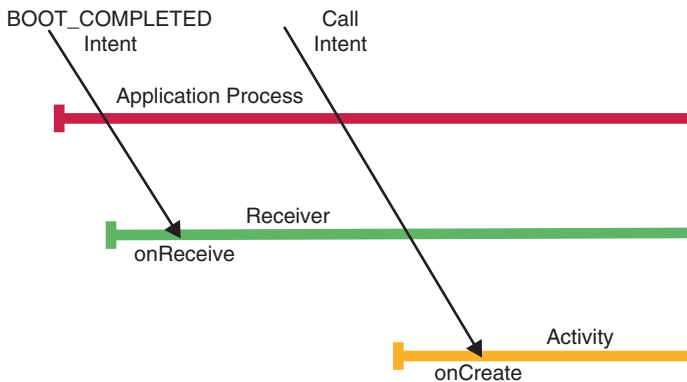 BOOT_COMPLETED
Intent
Call
Intent
Application Process
Receiver
onReceive
Activity
onCreate